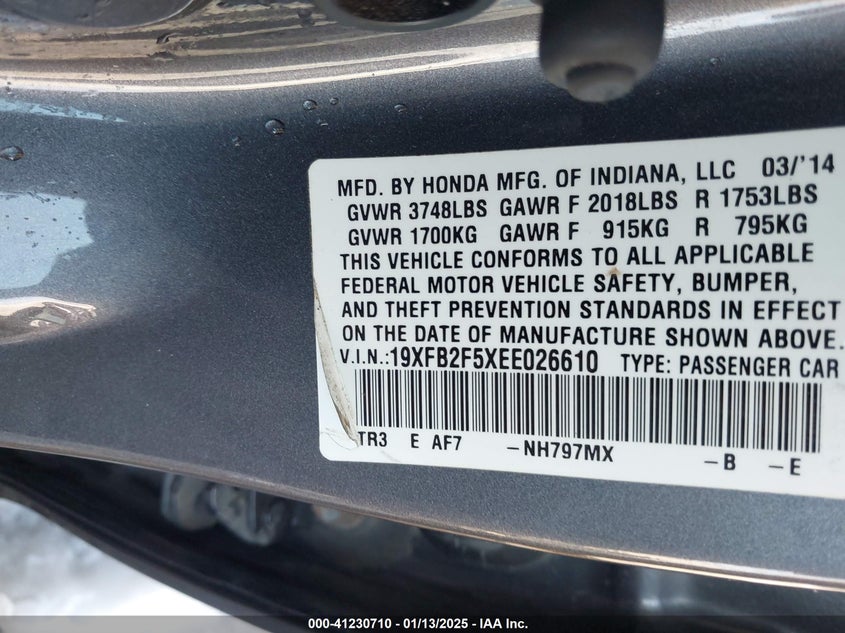 MFD. BY HONDA MFG. OF INDIANA, LLC 03/'14
GVWR 3748LBS GAWR F 2018LBS R 1753LBS
GVWR 1700KG GAWR F 915KG R 795KG
THIS VEHICLE CONFORMS TO ALL APPLICABLE
FEDERAL MOTOR VEHICLE SAFETY, BUMPER,
AND THEFT PREVENTION STANDARDS IN EFFECT
ON THE DATE OF MANUFACTURE SHOWN ABOVE.
V.I.N.:19XFB2F5XEE026610 TYPE: PASSENGER CAR
TR3 E AF7 -NH797MX -B -E
000-41230710 — 01/13/2025 — IAA Inc.